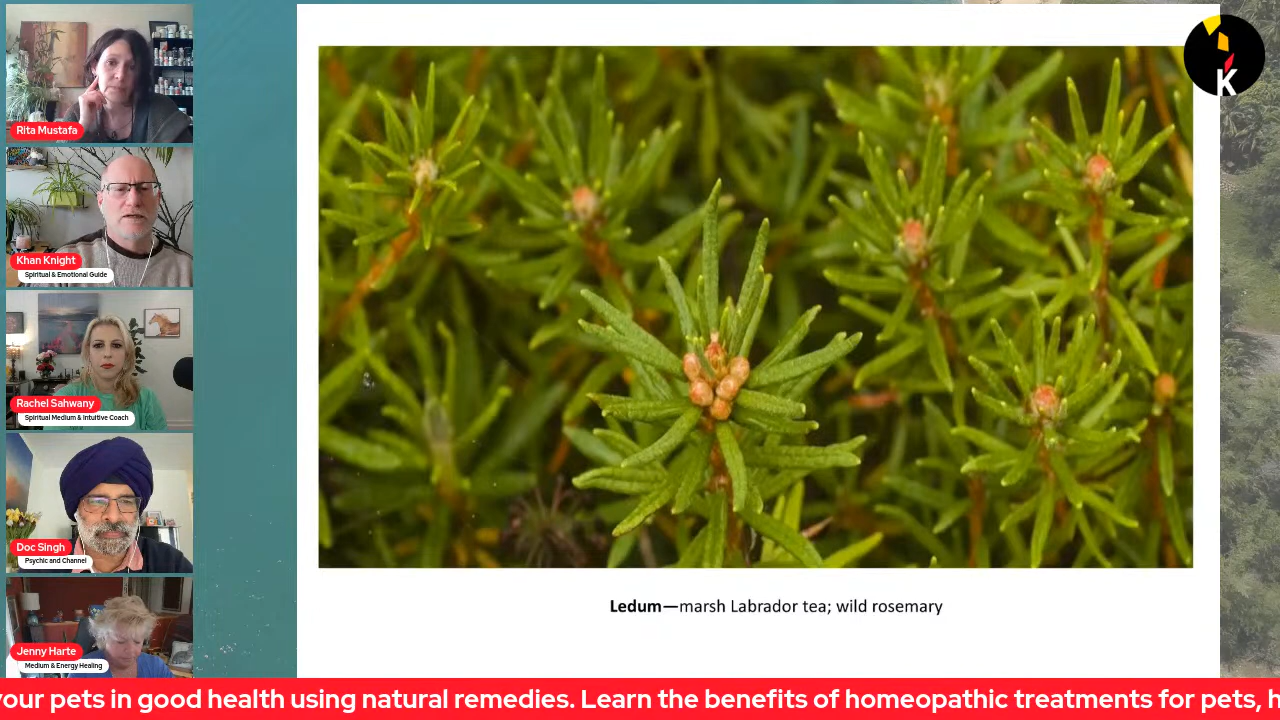 Rita Mustafa
Khan Knight
Spiritual & Emotional Guide
Rachel Sahwany
Spiritual Medium & Intuitive Coach
Doc Singh
Psychic and Channel
Jenny Harte
Medium & Energy Healing
K
Ledum—marsh Labrador tea; wild rosemary
your pets in good health using natural remedies. Learn the benefits of homeopathic treatments for pets, h